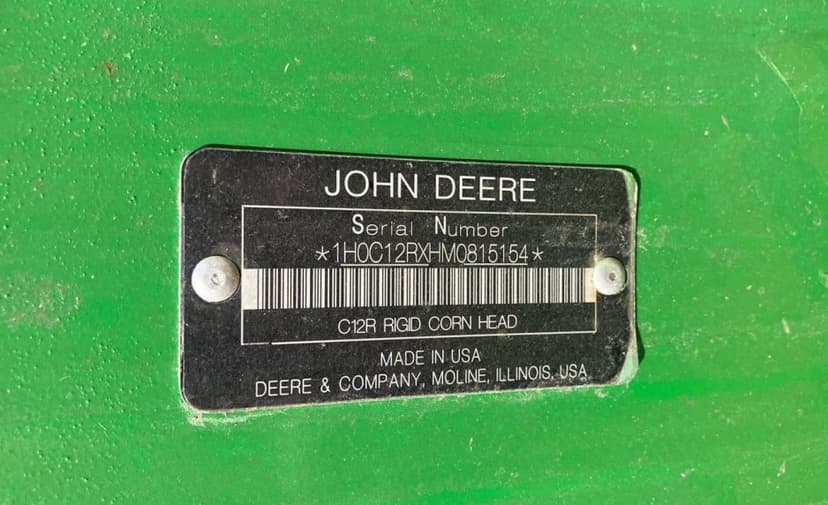 JOHN DEERE
Serial Number
*1H0C12RXHM0815154*
C12R RIGID CORN HEAD
MADE IN USA
DEERE & COMPANY, MOLINE, ILLINOIS, USA